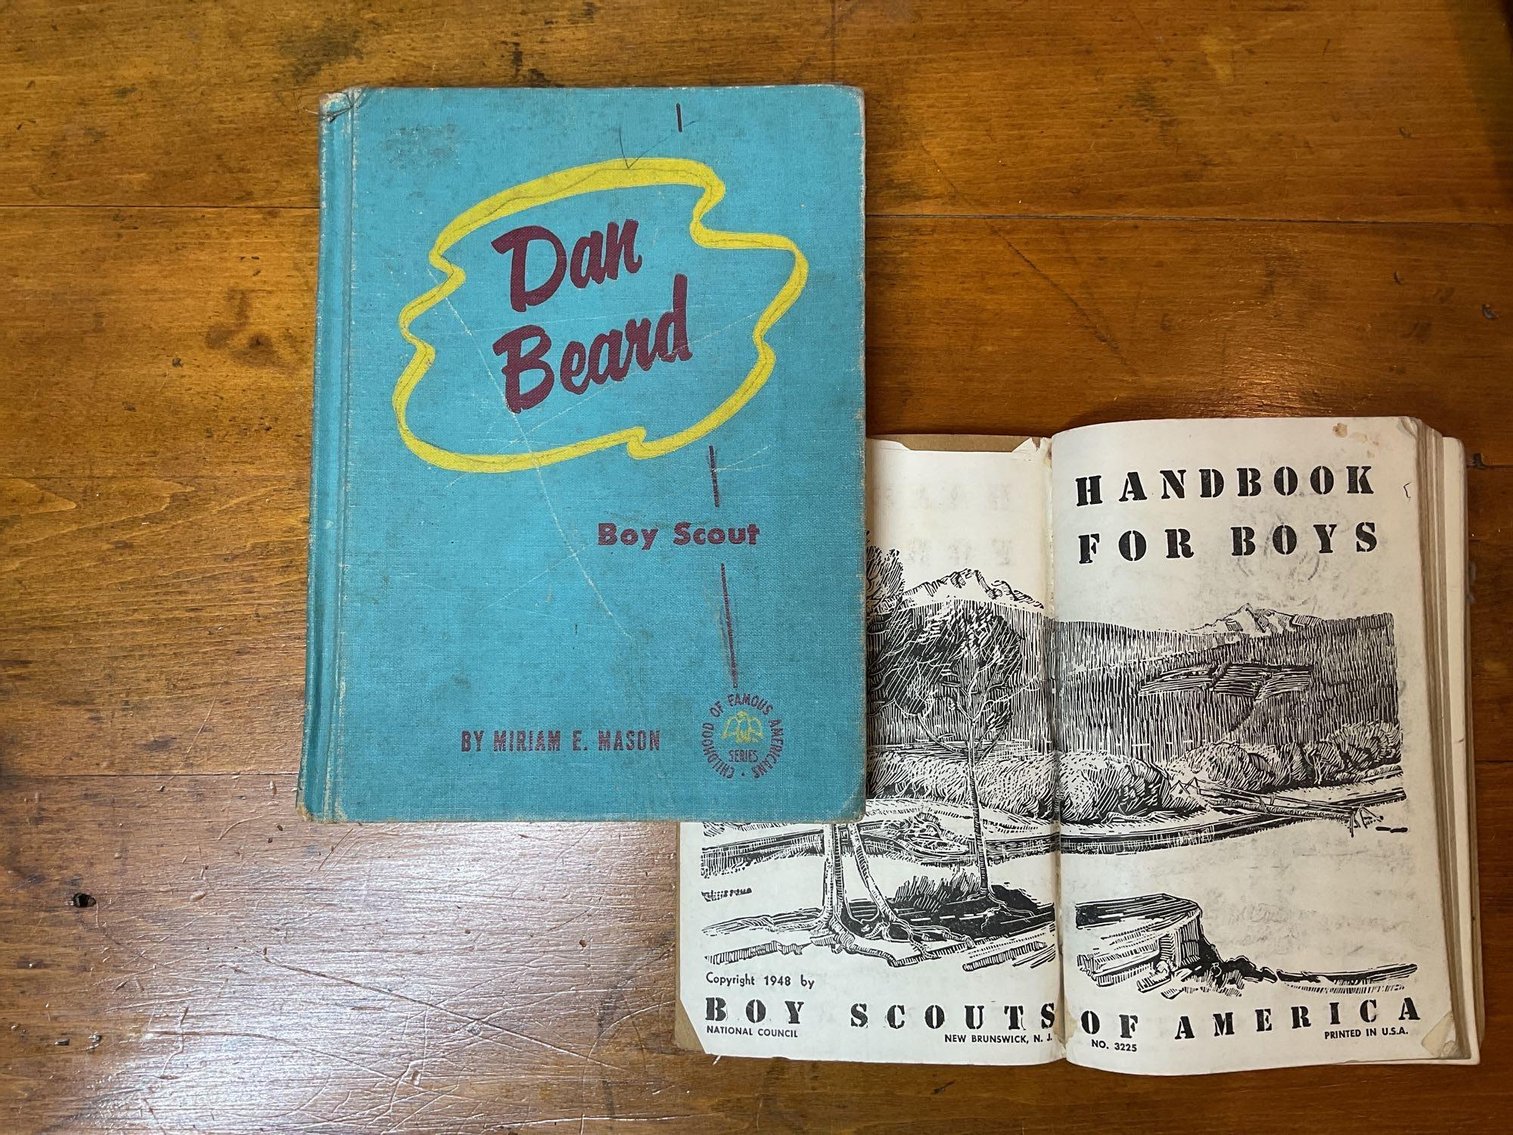 Dan
Beard
Boy Scout
BY MIRIAM E. MASON
CHILDHOOD OF FAMOUS AMERICANS
SERIES
HANDBOOK
FOR BOYS
Copyright 1948 by
BOY SCOUTS OF AMERICA
NATIONAL COUNCIL
NEW BRUNSWICK, N. J.
NO. 3225
PRINTED IN U.S.A.